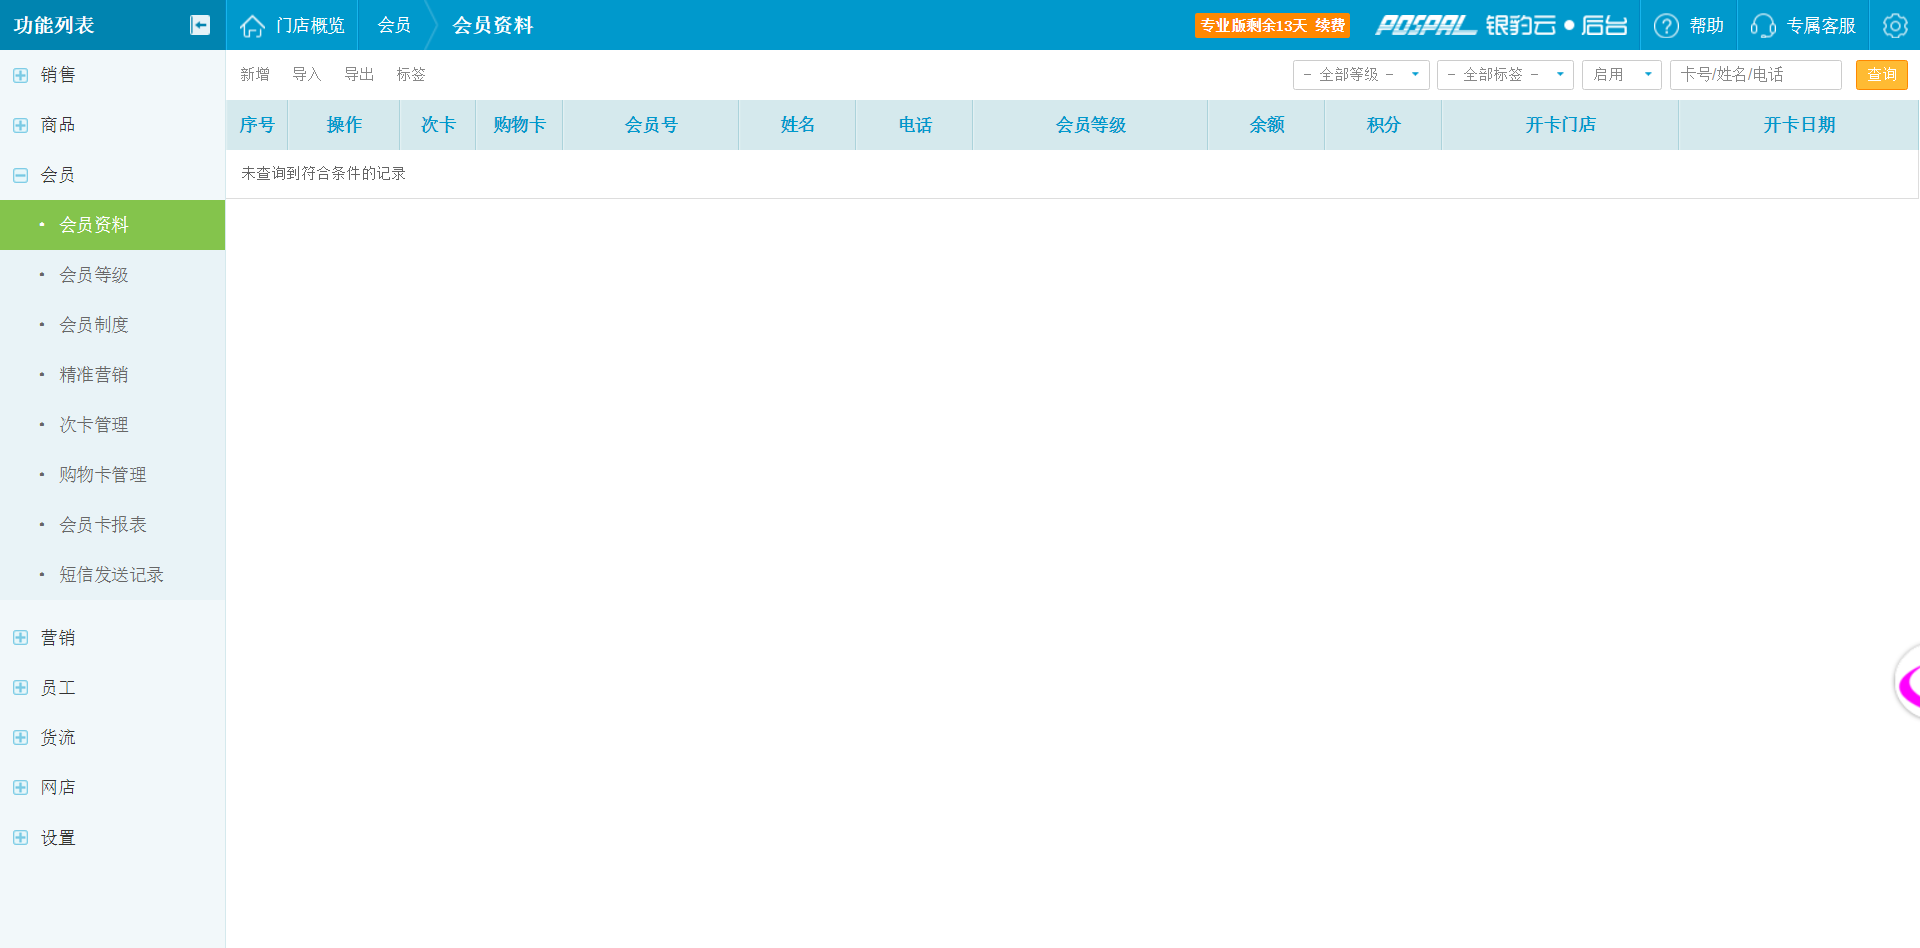 功能列表
门店概览 会员 会员资料 专业版剩余13天 续费 POSPAL 银豹云●后台 帮助 专属客服
新增 导入 导出 标签 - 全部等级 - - 全部标签 - 启用 卡号/姓名/电话 查询
序号 操作 次卡 购物卡 会员号 姓名 电话 会员等级 余额 积分 开卡门店 开卡日期
未查询到符合条件的记录
销售
商品
会员
会员资料
会员等级
会员制度
精准营销
次卡管理
购物卡管理
会员卡报表
短信发送记录
营销
员工
货流
网店
设置